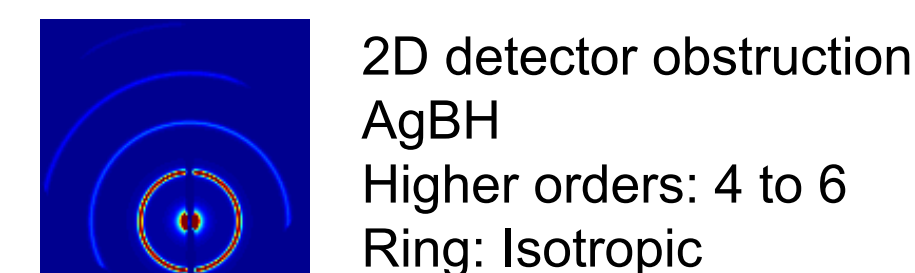 2D detector obstruction
AgBH
Higher orders: 4 to 6
Ring: Isotropic